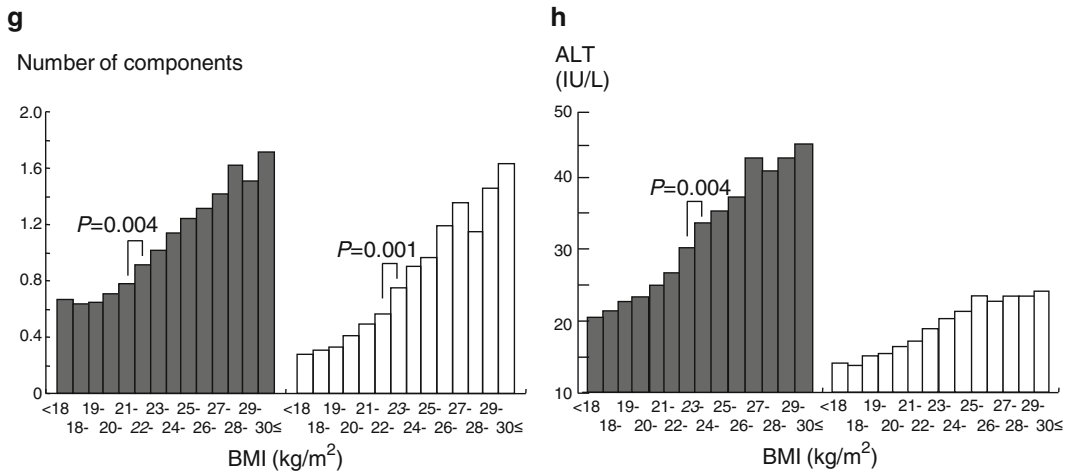 g
Number of components
2.0
1.6
1.2
0.8
0.4
0
P=0.004
P=0.001
<18 19- 21- 23- 25- 27- 29- <18 19- 21- 23- 25- 27- 29-
18- 20- 22- 24- 26- 28- 30≤ 18- 20- 22- 24- 26- 28- 30≤
BMI (kg/m²)
h
ALT
(IU/L)
50
40
30
20
10
P=0.004
<18 19- 21- 23- 25- 27- 29- <18 19- 21- 23- 25- 27- 29-
18- 20- 22- 24- 26- 28- 30≤ 18- 20- 22- 24- 26- 28- 30≤
BMI (kg/m²)